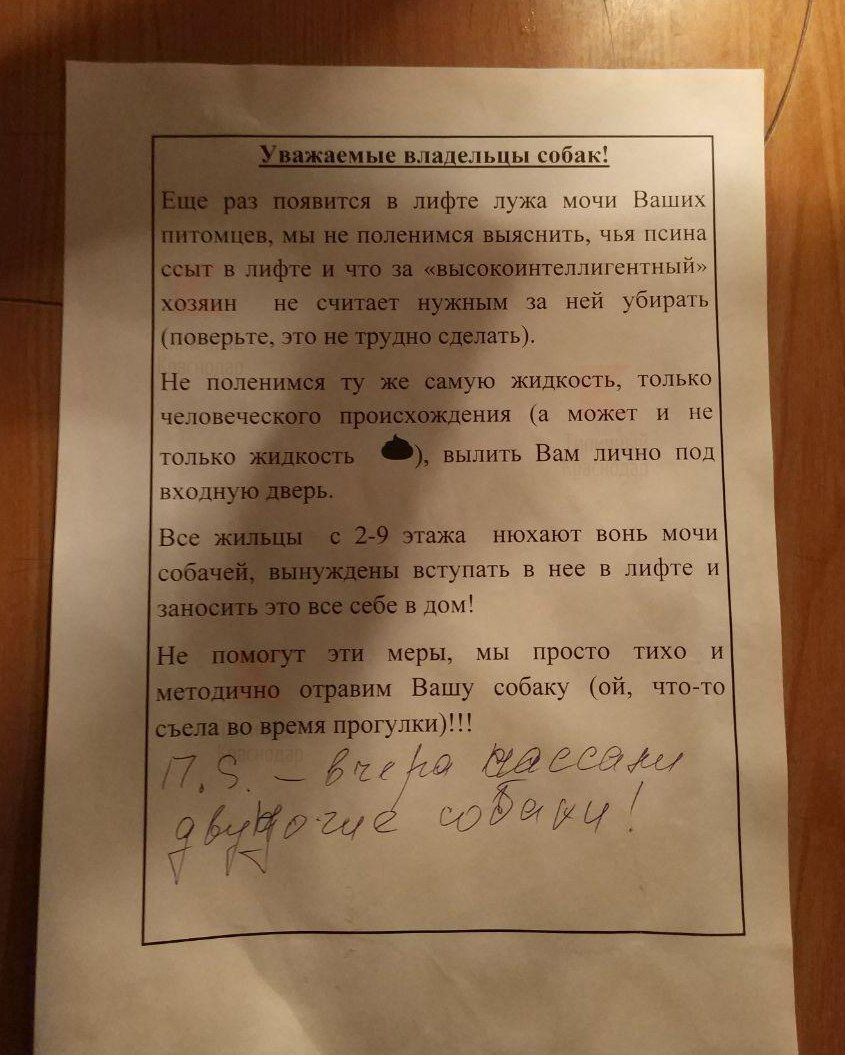 Уважаемые владельцы собак!
Еще раз появится в лифте лужа мочи Ваших
питомцев, мы не поленимся выяснить, чья псина
ссыт в лифте и что за «высокоинтеллигентный»
хозяин не считает нужным за ней убирать
(поверьте, это не трудно сделать).
Не поленимся ту же самую жидкость, только
человеческого происхождения (а может и не
только жидкость ), вылить Вам лично под
входную дверь.
Все жильцы с 2-9 этажа нюхают вонь мочи
собачей, вынуждены вступать в нее в лифте и
заносить это все себе в дом!
Не помогут эти меры, мы просто тихо и
методично отравим Вашу собаку (ой, что-то
съела во время прогулки)!!!
П.S. – вчера нассали
двуногие собаки!